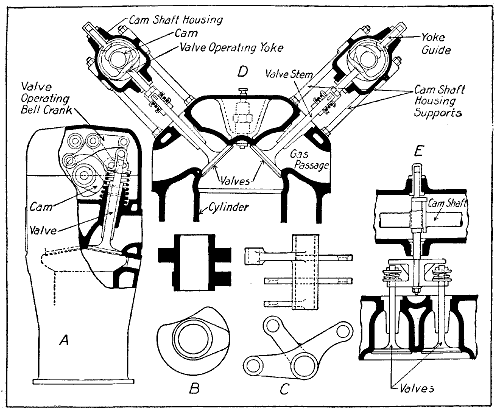 Cam Shaft Housing
Cam
Valve Operating Yoke
D
Yoke
Guide
Valve Stem
Cam Shaft
Housing
Supports
Valve
Operating
Bell Crank
Gas
Passage
E
Cam Shaft
Cam
Valve
Valves
Cylinder
A
B
C
Valves